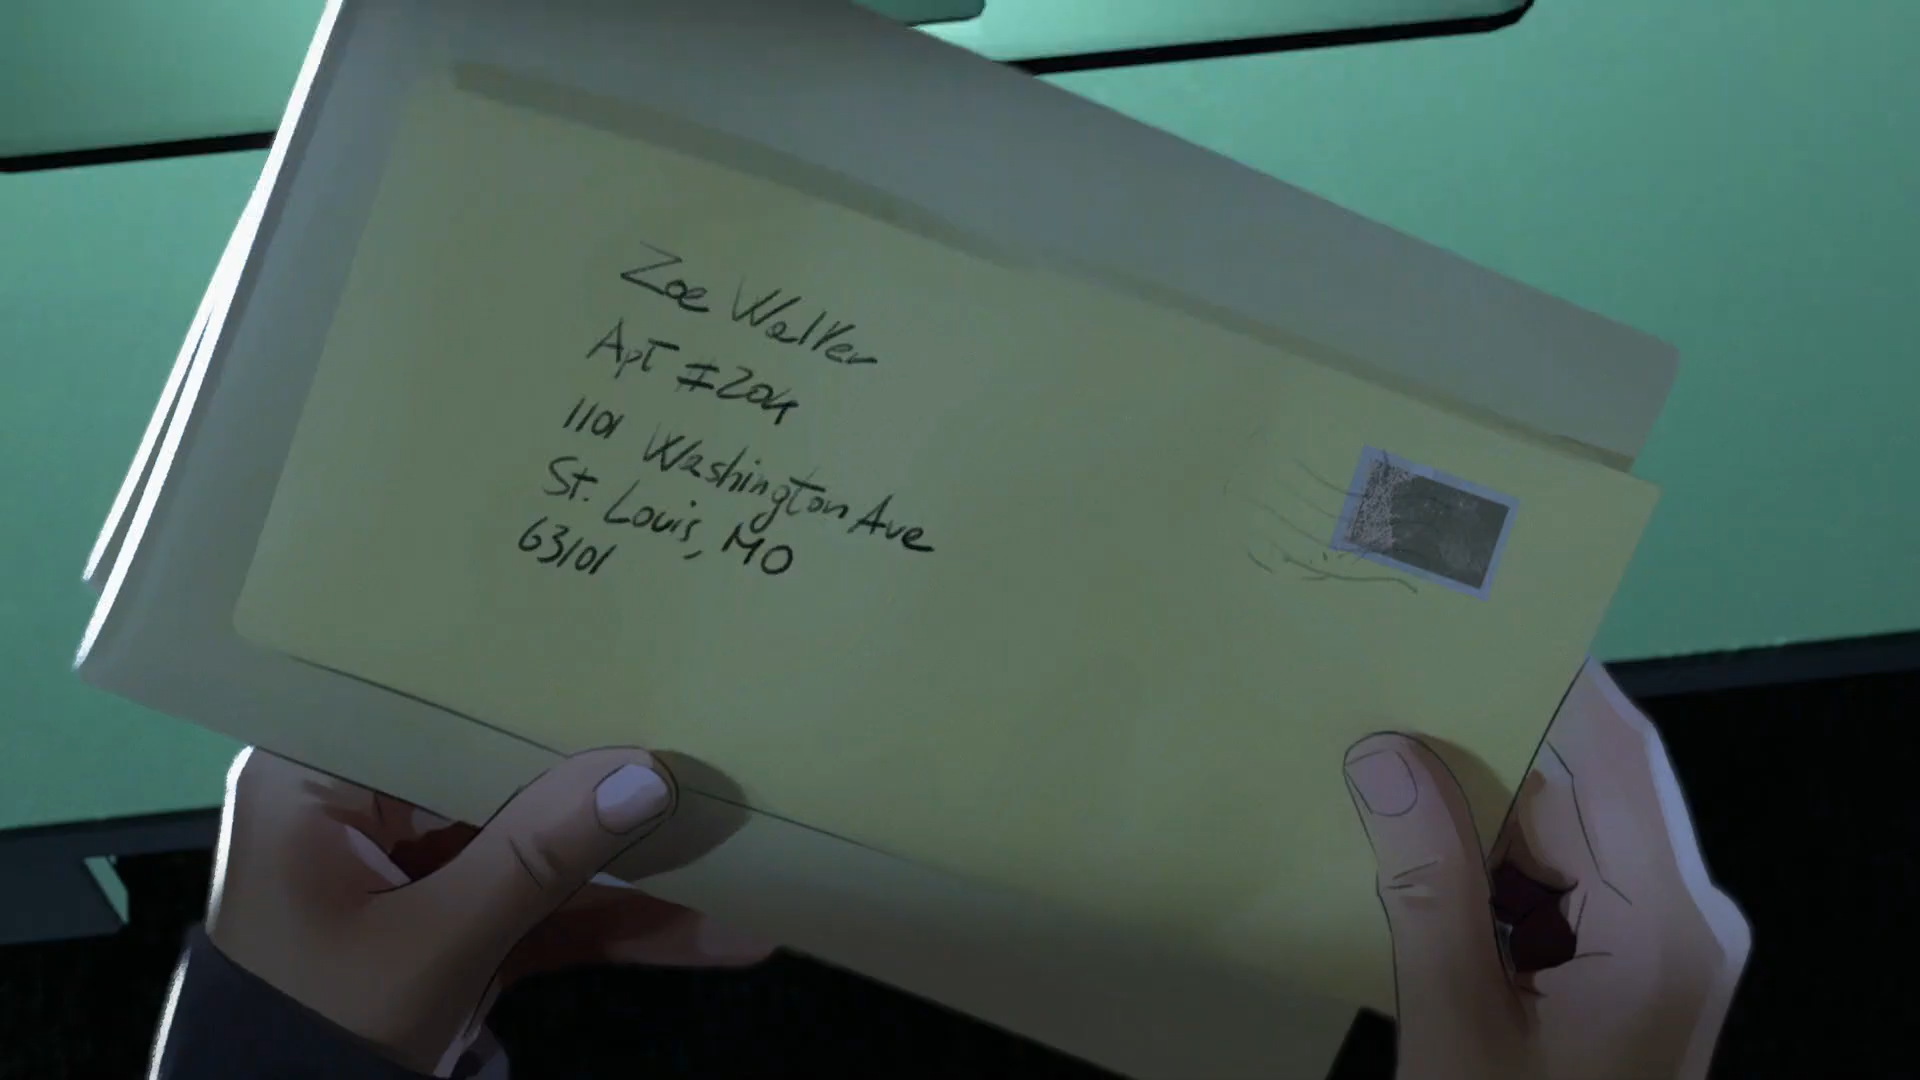 Zoe Walker
Apt #204
1101 Washington Ave
St. Louis, MO
63101